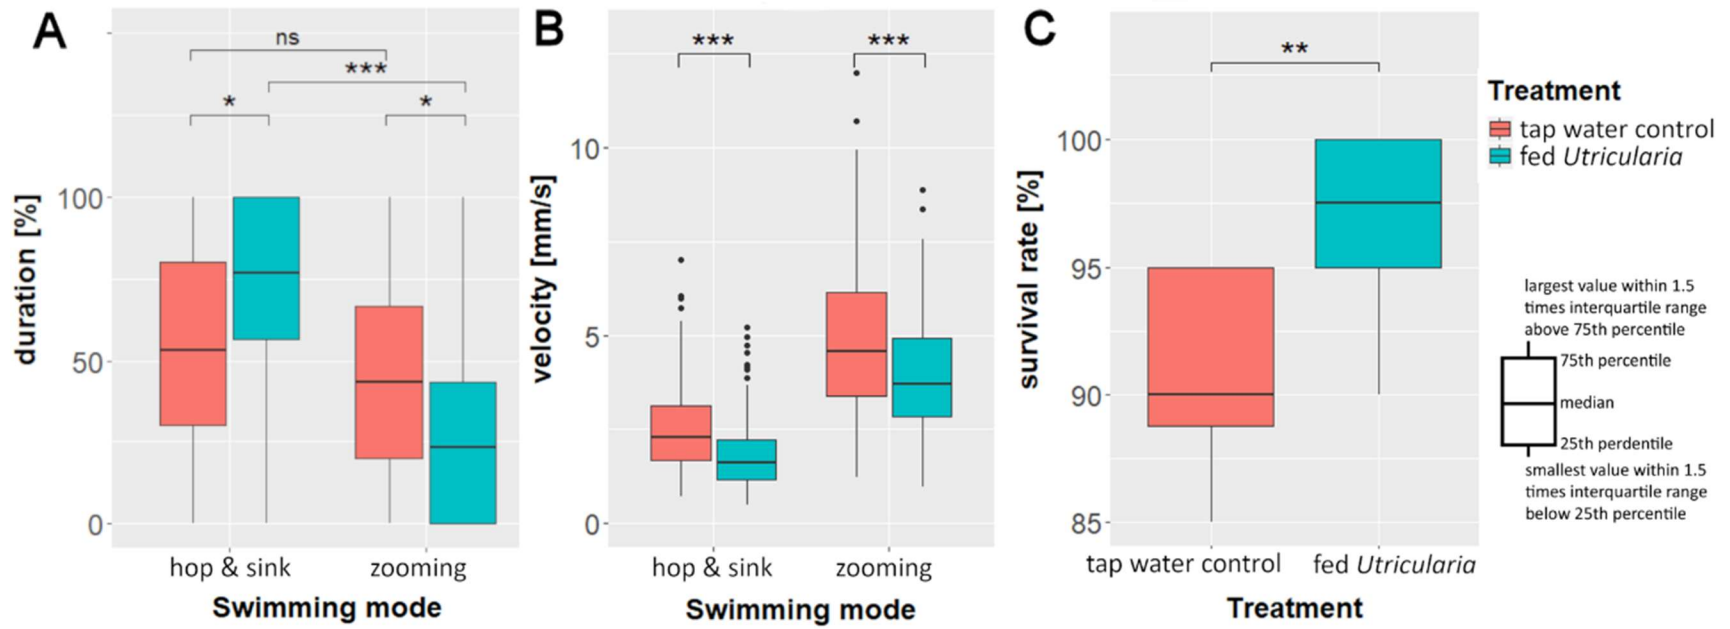 A
ns
***
*
*
100
50
0
duration [%]
hop & sink
zooming
Swimming mode
B
***
***
10
5
0
velocity [mm/s]
hop & sink
zooming
Swimming mode
C
**
100
95
90
85
survival rate [%]
tap water control
fed Utricularia
Treatment
Treatment
tap water control
fed Utricularia
largest value within 1.5
times interquartile range
above 75th percentile
75th percentile
median
25th perdentile
smallest value within 1.5
times interquartile range
below 25th percentile